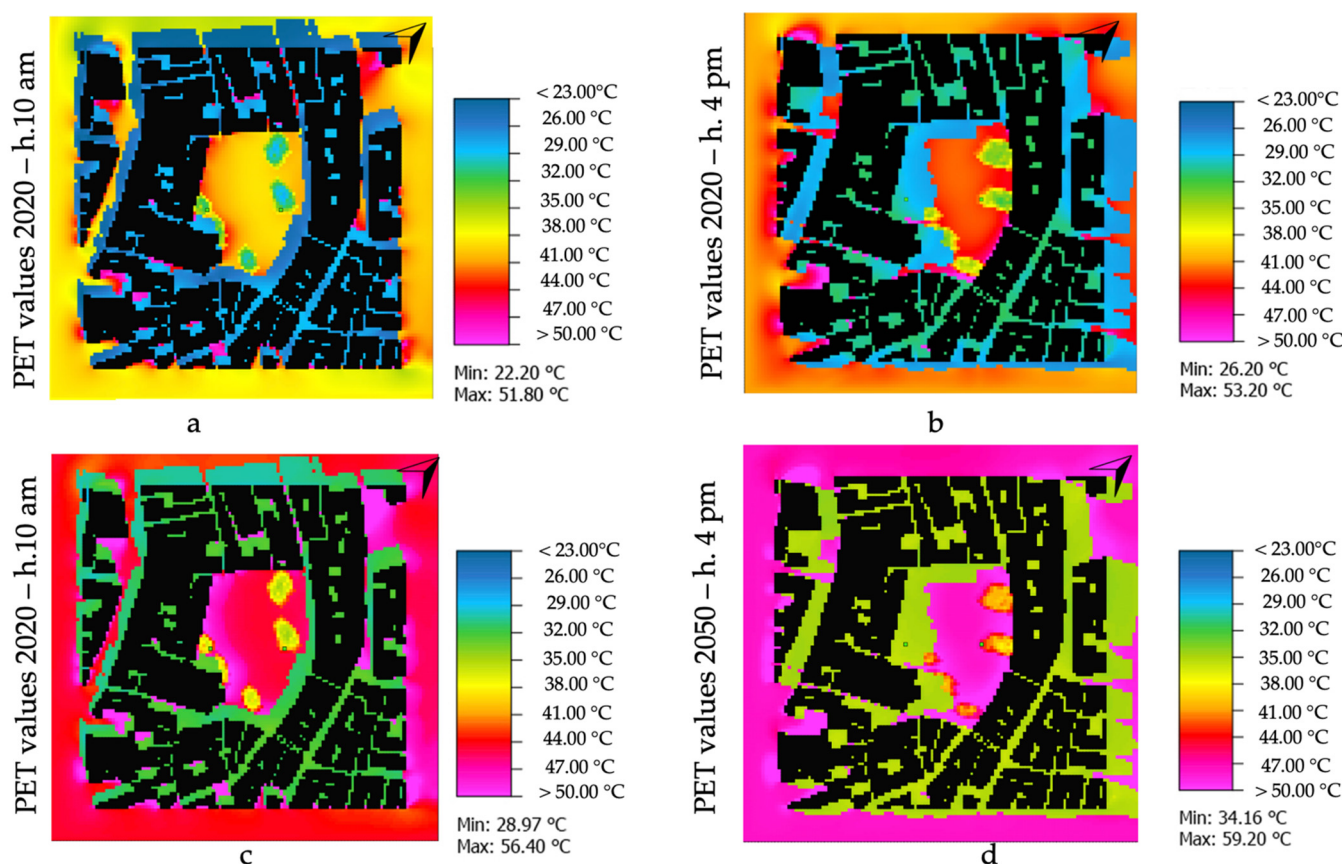 PET values 2020 – h.10 am
< 23.00°C
26.00 °C
29.00 °C
32.00 °C
35.00 °C
38.00 °C
41.00 °C
44.00 °C
47.00 °C
> 50.00 °C
Min: 22.20 °C
Max: 51.80 °C
a
PET values 2020 – h. 4 pm
< 23.00°C
26.00 °C
29.00 °C
32.00 °C
35.00 °C
38.00 °C
41.00 °C
44.00 °C
47.00 °C
> 50.00 °C
Min: 26.20 °C
Max: 53.20 °C
b
PET values 2020 – h.10 am
< 23.00°C
26.00 °C
29.00 °C
32.00 °C
35.00 °C
38.00 °C
41.00 °C
44.00 °C
47.00 °C
> 50.00 °C
Min: 28.97 °C
Max: 56.40 °C
c
PET values 2050 – h. 4 pm
< 23.00°C
26.00 °C
29.00 °C
32.00 °C
35.00 °C
38.00 °C
41.00 °C
44.00 °C
47.00 °C
> 50.00 °C
Min: 34.16 °C
Max: 59.20 °C
d